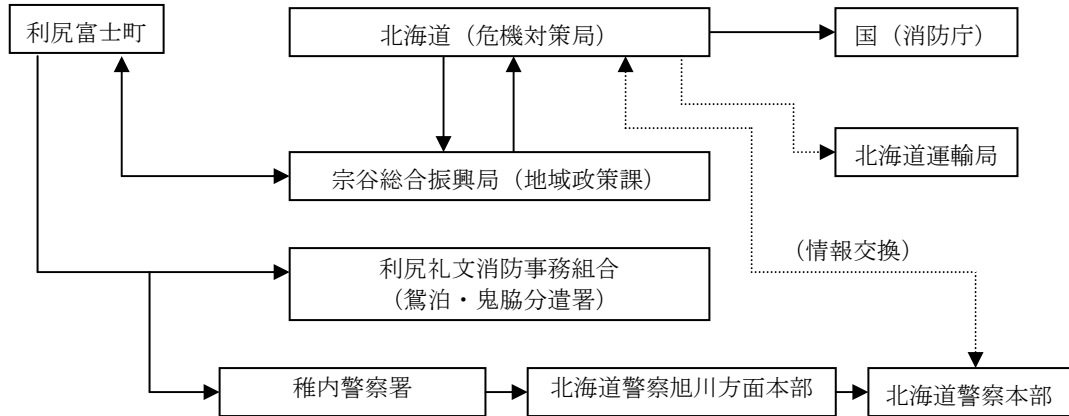 利尻富士町
北海道（危機対策局）
国（消防庁）
北海道運輸局
宗谷総合振興局（地域政策課）
（情報交換）
利尻礼文消防事務組合
（鴛泊・鬼脇分遣署）
稚内警察署
北海道警察旭川方面本部
北海道警察本部